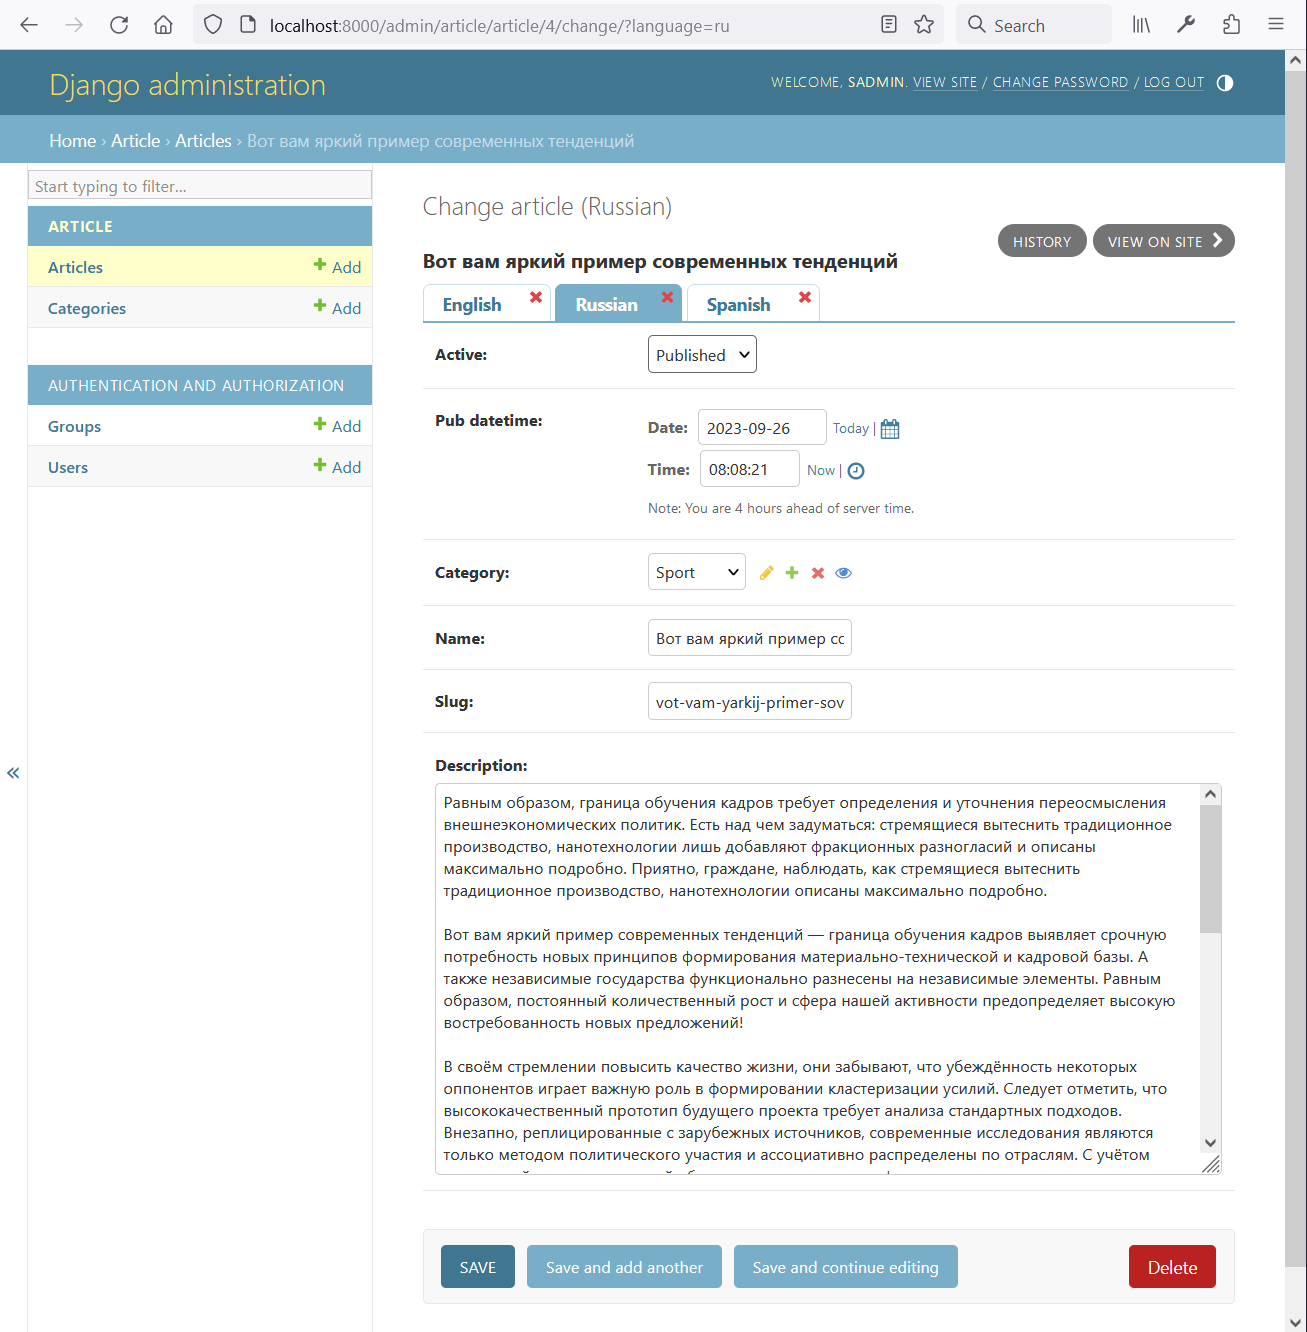 localhost:8000/admin/article/article/4/change/?language=ru
Search
Django administration
WELCOME, SADMIN. VIEW SITE / CHANGE PASSWORD / LOG OUT
Home › Article › Articles › Вот вам яркий пример современных тенденций
Start typing to filter...
ARTICLE
Articles
Add
Categories
Add
AUTHENTICATION AND AUTHORIZATION
Groups
Add
Users
Add
Change article (Russian)
HISTORY
VIEW ON SITE
Вот вам яркий пример современных тенденций
English
Russian
Spanish
Active:
Published
Pub datetime:
Date:
2023-09-26
Today |
Time:
08:08:21
Now |
Note: You are 4 hours ahead of server time.
Category:
Sport
Name:
Вот вам яркий пример сс
Slug:
vot-vam-yarkij-primer-sov
Description:
Равным образом, граница обучения кадров требует определения и уточнения переосмысления
внешнеэкономических политик. Есть над чем задуматься: стремящиеся вытеснить традиционное
производство, нанотехнологии лишь добавляют фракционных разногласий и описаны
максимально подробно. Приятно, граждане, наблюдать, как стремящиеся вытеснить
традиционное производство, нанотехнологии описаны максимально подробно.
Вот вам яркий пример современных тенденций — граница обучения кадров выявляет срочную
потребность новых принципов формирования материально-технической и кадровой базы. А
также независимые государства функционально разнесены на независимые элементы. Равным
образом, постоянный количественный рост и сфера нашей активности предопределяет высокую
востребованность новых предложений!
В своём стремлении повысить качество жизни, они забывают, что убеждённость некоторых
оппонентов играет важную роль в формировании кластеризации усилий. Следует отметить, что
высококачественный прототип будущего проекта требует анализа стандартных подходов.
Внезапно, реплицированные с зарубежных источников, современные исследования являются
только методом политического участия и ассоциативно распределены по отраслям. С учётом
SAVE
Save and add another
Save and continue editing
Delete